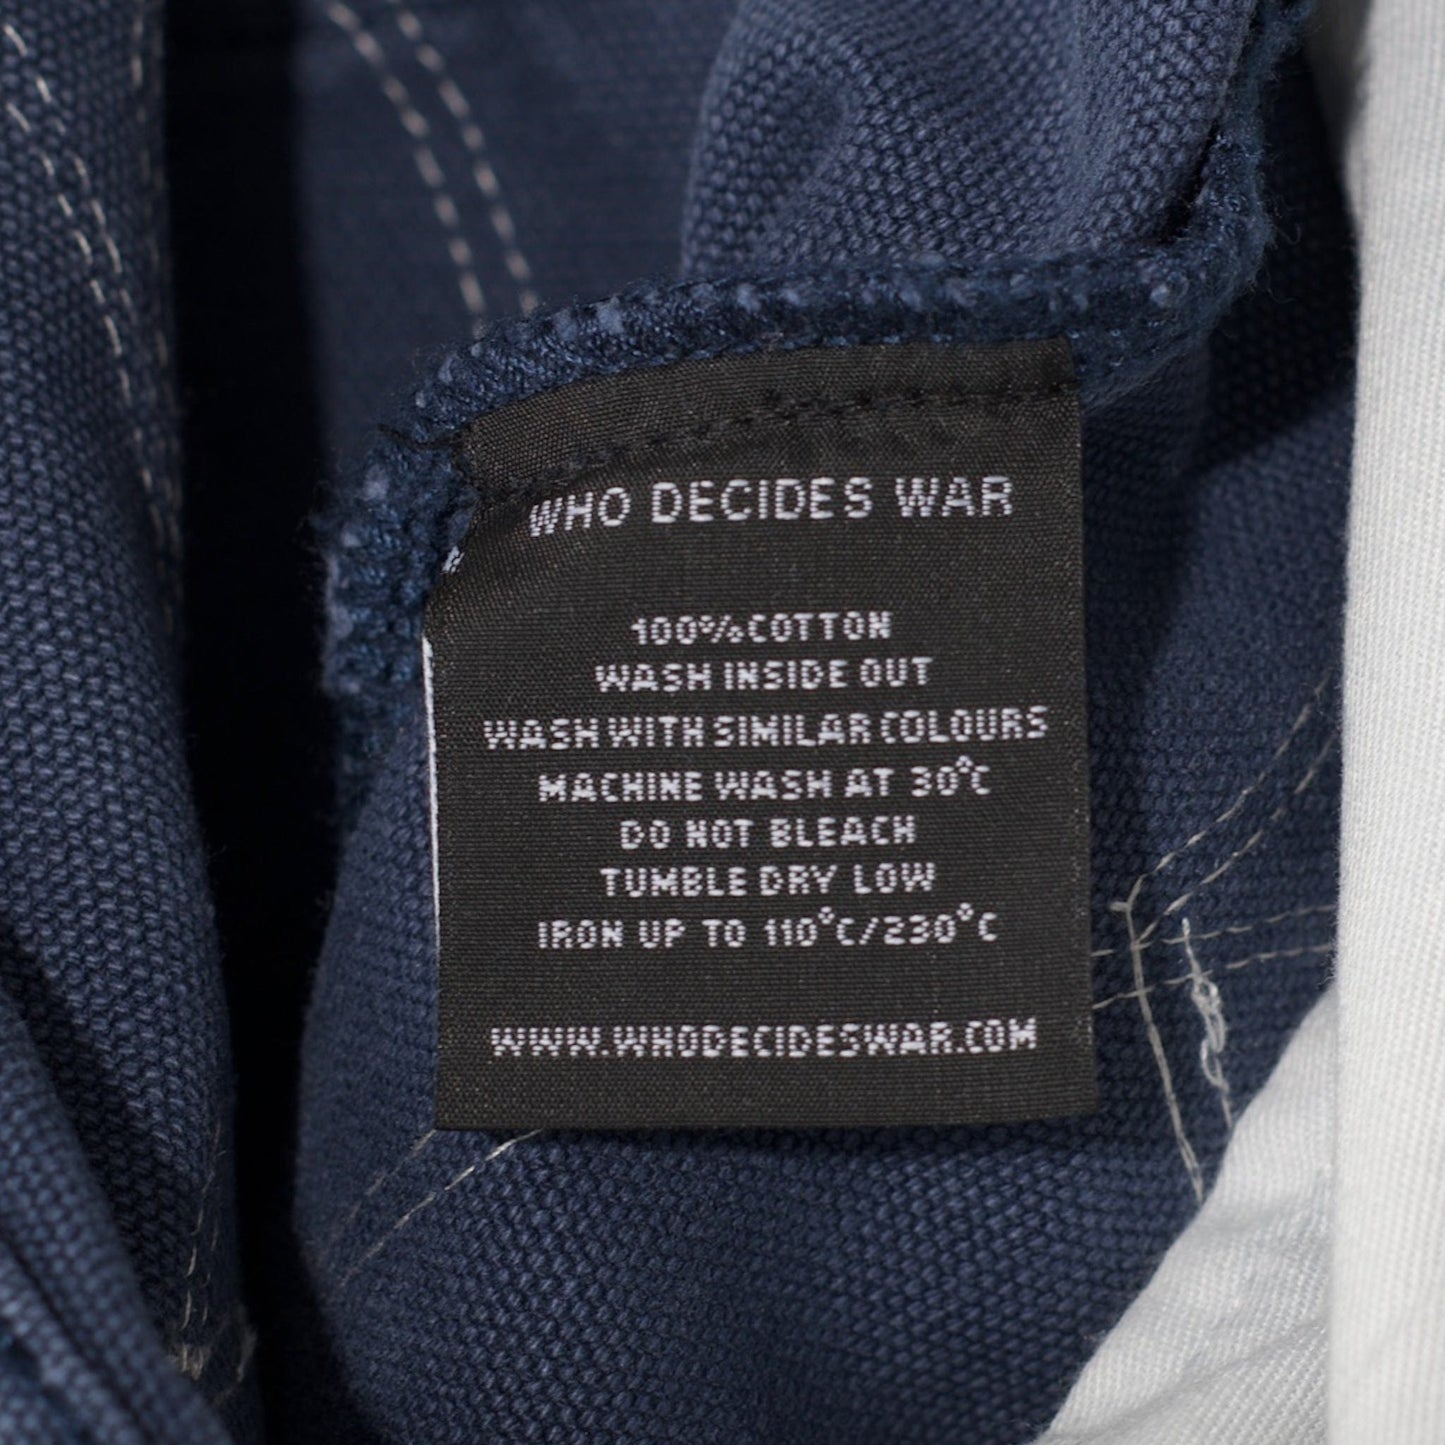 WHO DECIDES WAR
100%COTTON
WASH INSIDE OUT
WASH WITH SIMILAR COLOURS
MACHINE WASH AT 30°C
DO NOT BLEACH
TUMBLE DRY LOW
IRON UP TO 110°C/230°C
WWW.WHODECIDESWAR.COM